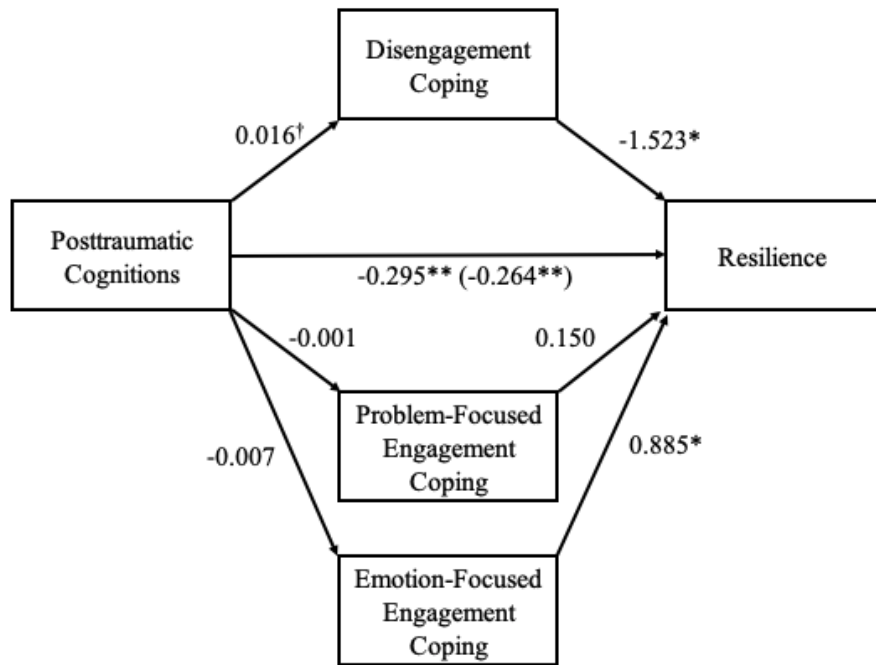 Disengagement
Coping
0.016†
-1.523*
Posttraumatic
Cognitions
Resilience
-0.295** (-0.264**)
-0.001
0.150
Problem-Focused
Engagement
Coping
-0.007
0.885*
Emotion-Focused
Engagement
Coping